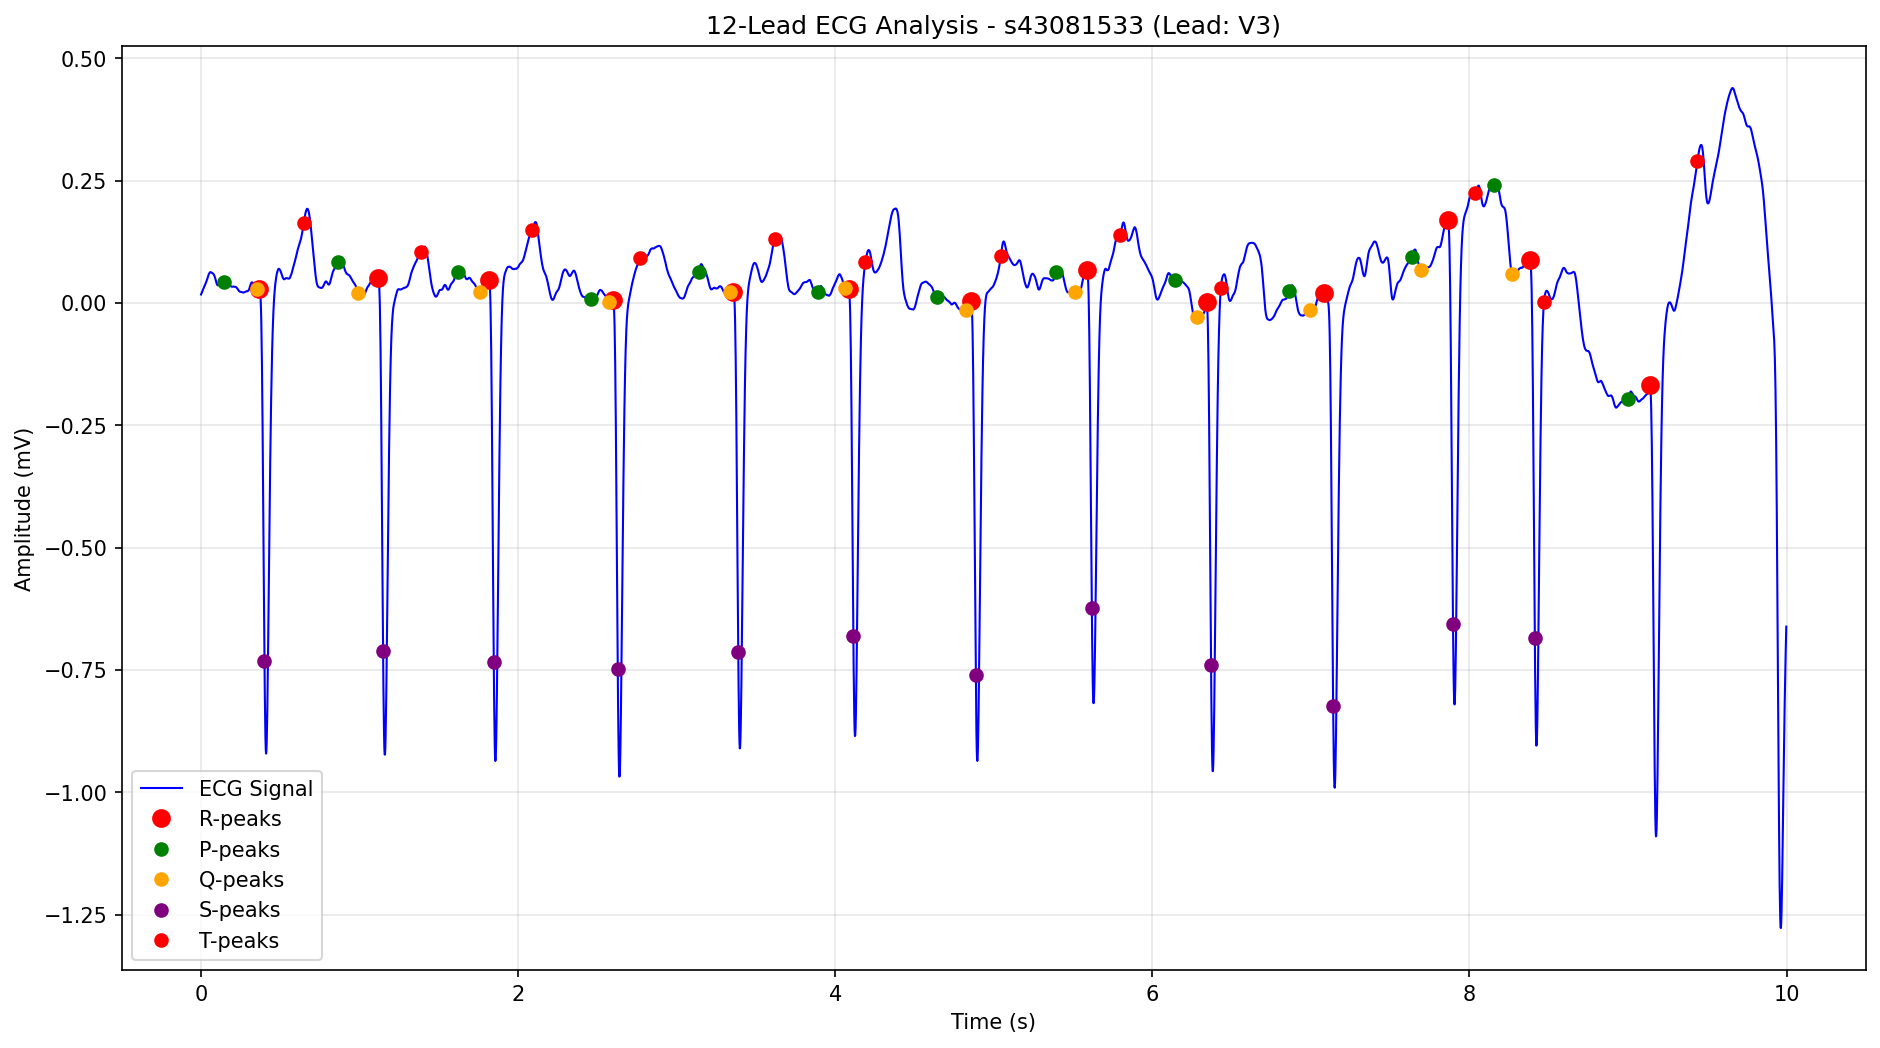 12-Lead ECG Analysis - s43081533 (Lead: V3)
Amplitude (mV)
0.50
0.25
0.00
−0.25
−0.50
−0.75
−1.00
−1.25
ECG Signal
R-peaks
P-peaks
Q-peaks
S-peaks
T-peaks
0 2 4 6 8 10
Time (s)